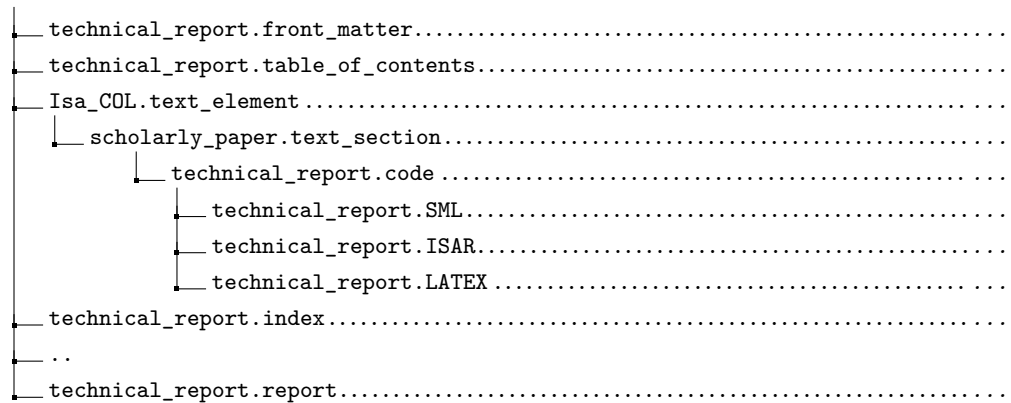 technical_report.front_matter...
technical_report.table_of_contents...
Isa_COL.text_element...
scholarly_paper.text_section...
technical_report.code...
technical_report.SML...
technical_report.ISAR...
technical_report.LATEX...
technical_report.index...
..
technical_report.report...